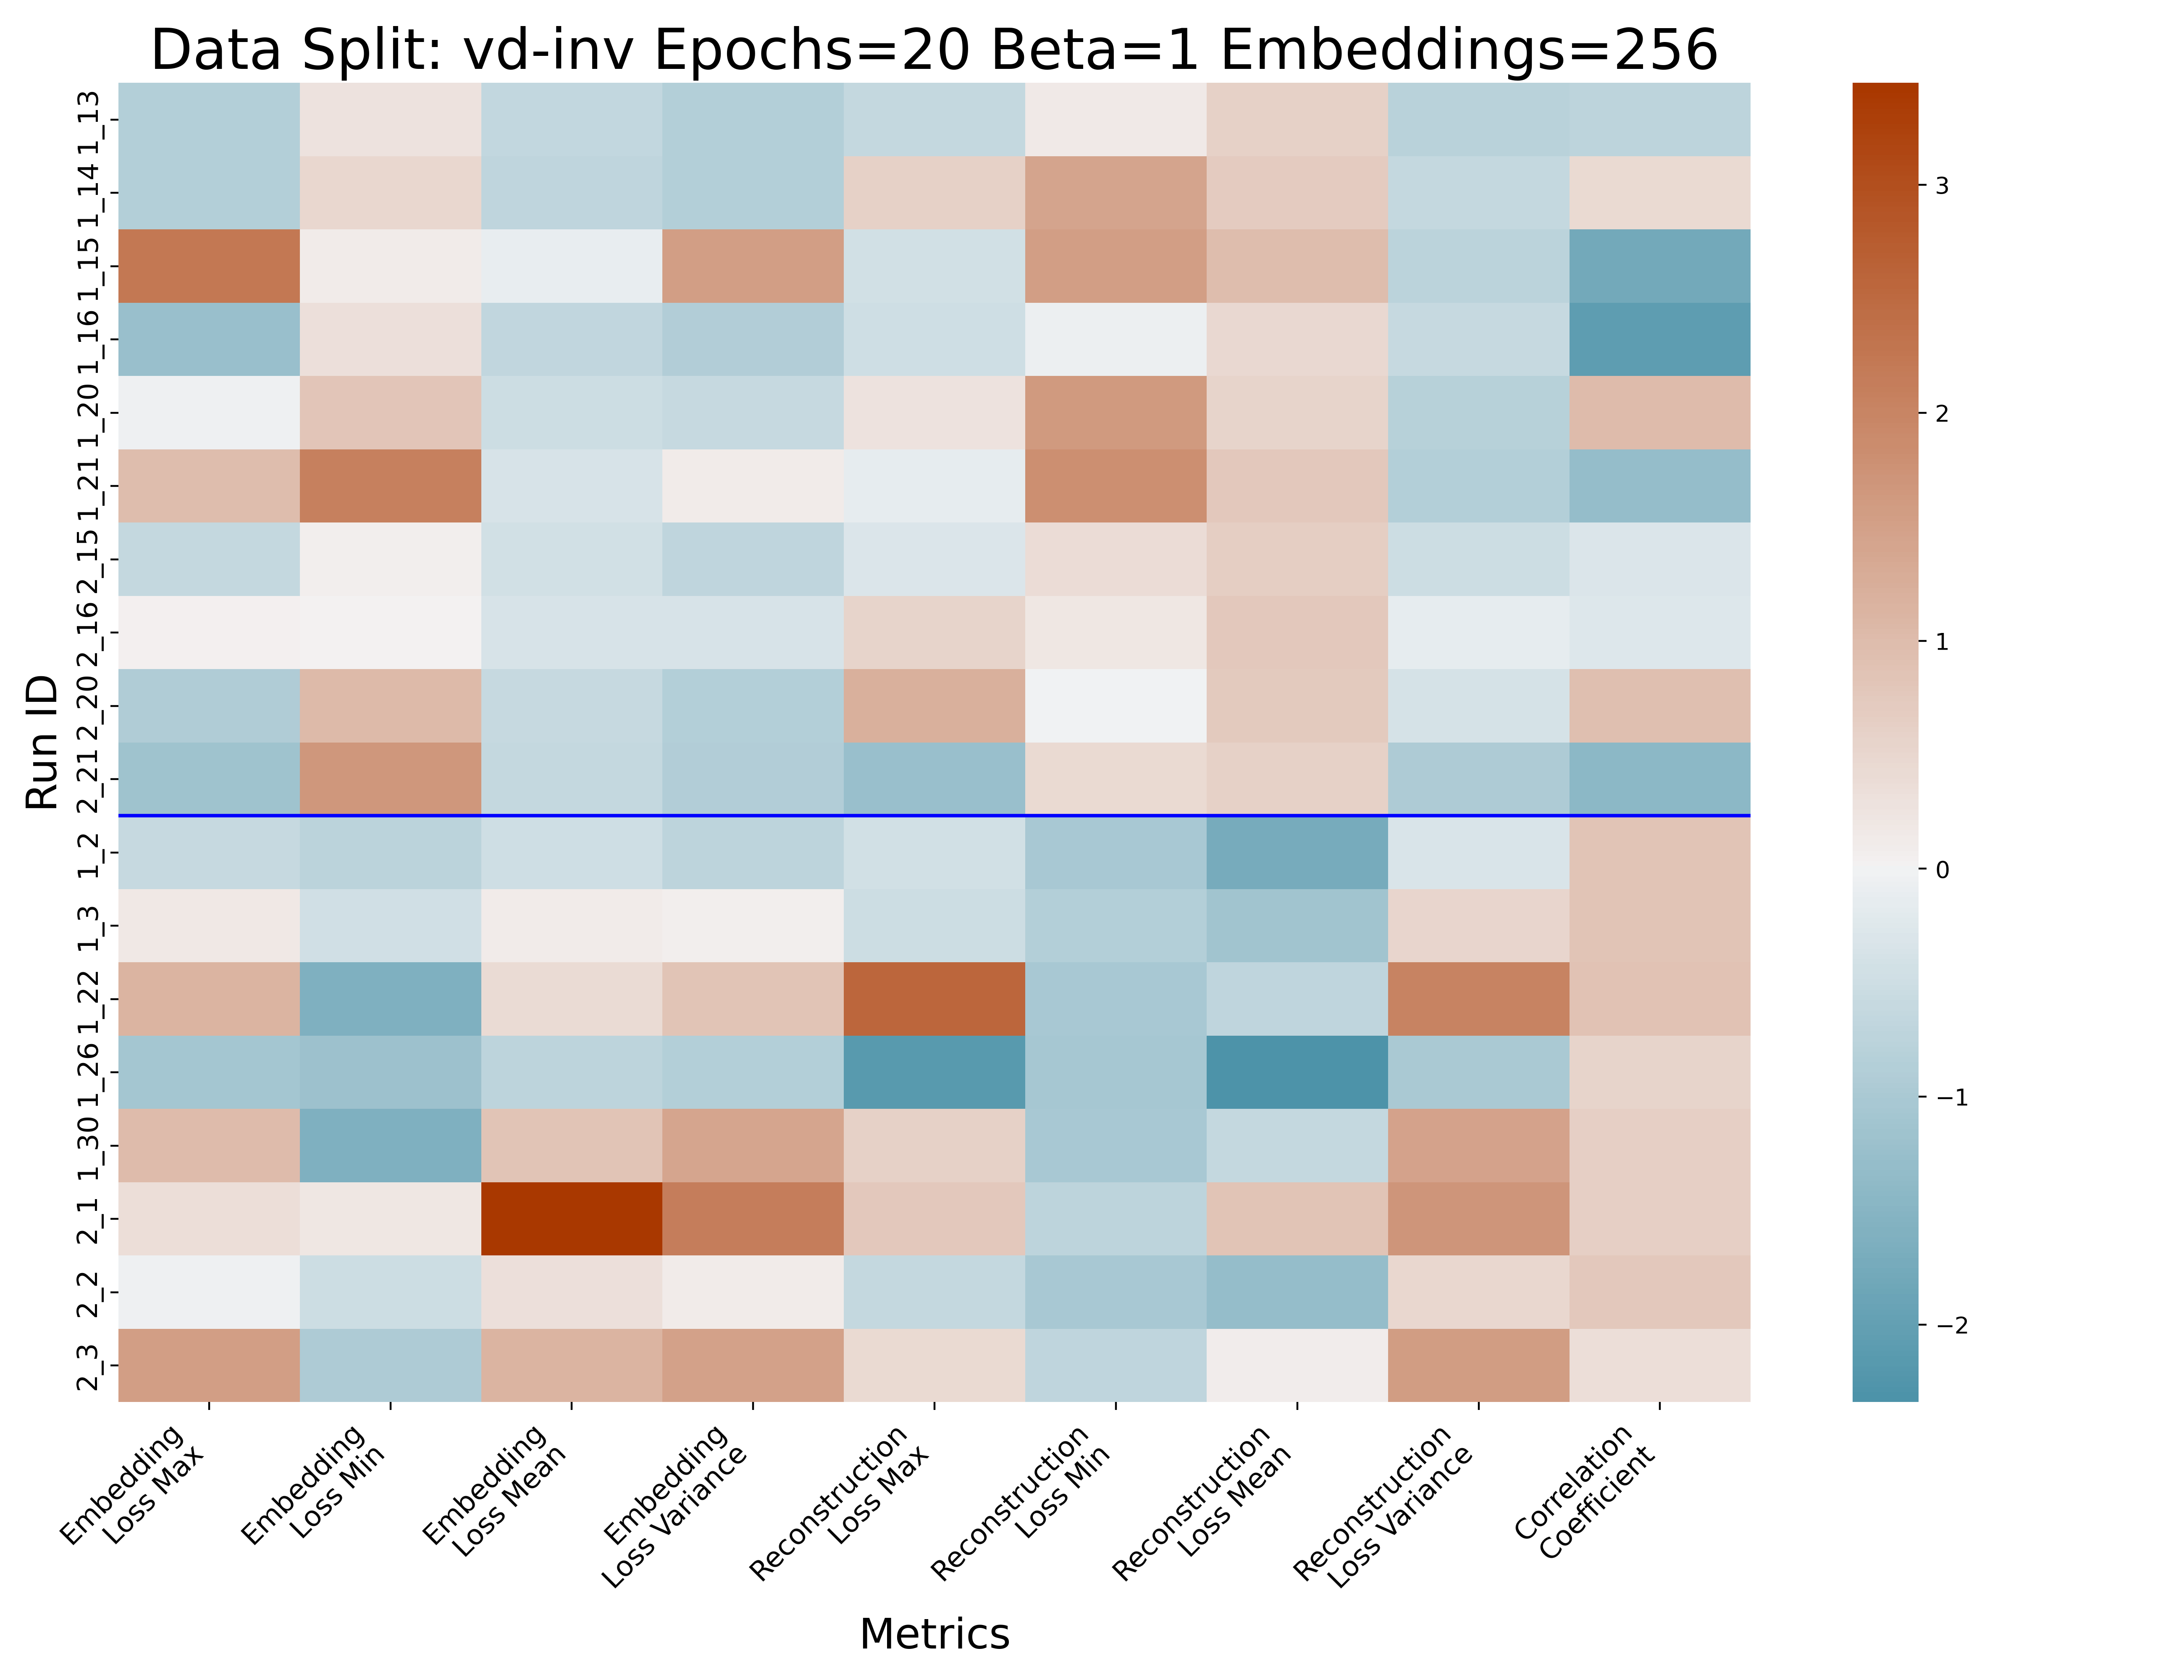 Data Split: vd-inv Epochs=20 Beta=1 Embeddings=256
Run ID
1_13
1_14
1_15
1_16
1_20
1_21
2_15
2_16
2_20
2_21
1_2
1_3
1_22
1_26
1_30
2_1
2_2
2_3
Embedding
Loss Max
Embedding
Loss Min
Embedding
Loss Mean
Embedding
Loss Variance
Reconstruction
Loss Max
Reconstruction
Loss Min
Reconstruction
Loss Mean
Reconstruction
Loss Variance
Correlation
Coefficient
Metrics
3
2
1
0
−1
−2